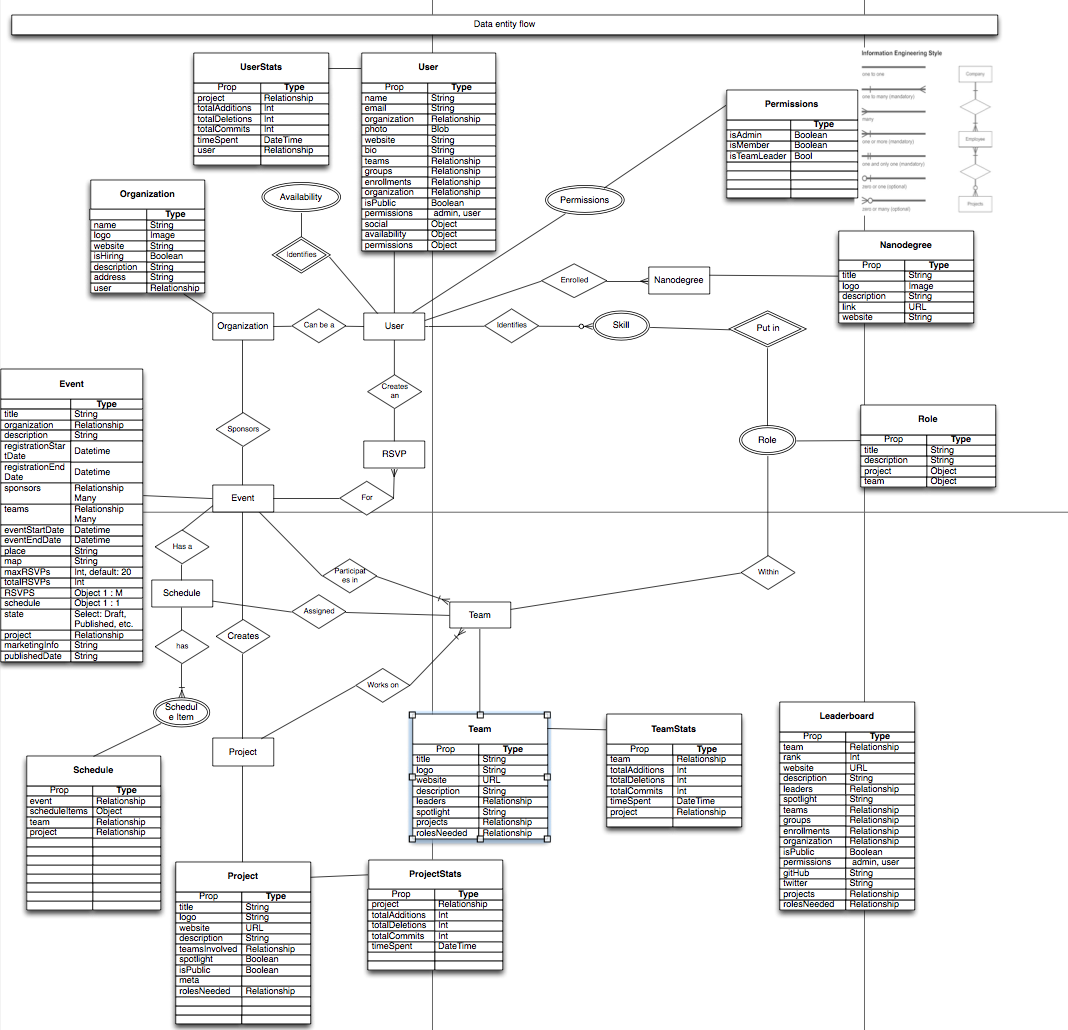 Data entity flow
UserStats
Prop Type
project Relationship
totalAdditions Int
totalDeletions Int
totalCommits Int
timeSpent DateTime
user Relationship
User
Prop Type
name String
email String
organization Relationship
photo Blob
website String
bio String
teams Relationship
groups Relationship
enrollments Relationship
organization Relationship
isPublic Boolean
permissions admin, user
social Object
availability Object
permissions Object
Permissions
Type
isAdmin Boolean
isMember Boolean
isTeamLeader Bool
Information Engineering Style
one to one
one to many (mandatory)
many
one or more (mandatory)
one and only one (mandatory)
zero or one (optional)
zero or many (optional)
Company
Employee
Projects
Organization
Type
name String
logo Image
website String
isHiring Boolean
description String
address String
user Relationship
Availability
Identifies
Permissions
Nanodegree
Prop Type
title String
logo Image
description String
link URL
website String
Enrolled
Nanodegree
Organization
Can be a
User
Identifies
Skill
Put in
Creates
an
Event
Type
title String
organization Relationship
description String
registrationStar
tDate
Datetime
registrationEnd
Date
Datetime
sponsors Relationship
Many
teams Relationship
Many
eventStartDate Datetime
eventEndDate Datetime
place String
map String
maxRSVPs Int, default: 20
totalRSVPs Int
RSVPS Object 1 : M
schedule Object 1 : 1
state Select: Draft,
Published, etc.
project Relationship
marketingInfo String
publishedDate String
Sponsors
RSVP
Role
Role
Prop Type
title String
description String
project Object
team Object
Event
For
Has a
Participat
es in
Within
Schedule
Assigned
Team
has
Creates
Works on
Schedul
e Item
Project
Team
Prop Type
title String
logo String
website URL
description String
leaders Relationship
spotlight String
projects Relationship
rolesNeeded Relationship
TeamStats
Prop Type
team Relationship
totalAdditions Int
totalDeletions Int
totalCommits Int
timeSpent DateTime
project Relationship
Leaderboard
Prop Type
team Relationship
rank Int
website URL
description String
leaders Relationship
spotlight String
teams Relationship
groups Relationship
enrollments Relationship
organization Relationship
isPublic Boolean
permissions admin, user
gitHub String
twitter String
projects Relationship
rolesNeeded Relationship
Schedule
Prop Type
event Relationship
scheduleItems Object
team Relationship
project Relationship
Project
Prop Type
title String
logo String
website URL
description String
teamsInvolved Relationship
spotlight Boolean
isPublic Boolean
meta
rolesNeeded Relationship
ProjectStats
Prop Type
project Relationship
totalAdditions Int
totalDeletions Int
totalCommits Int
timeSpent DateTime